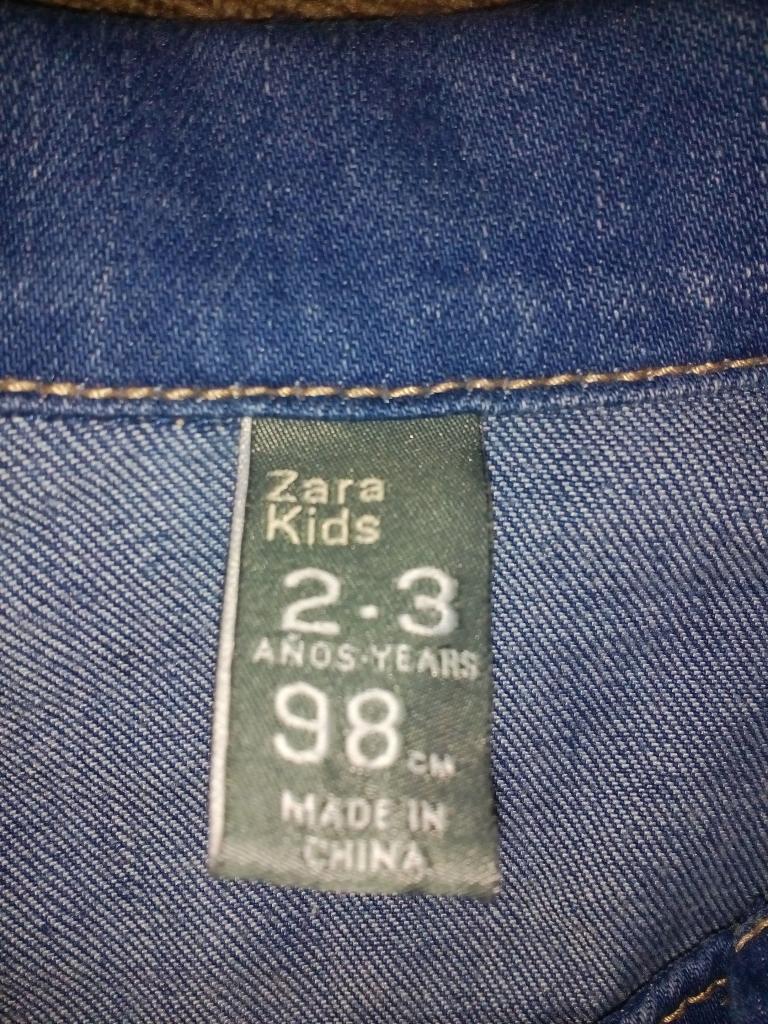 Zara
Kids
2-3
AÑOS-YEARS
98 CM
MADE IN
CHINA